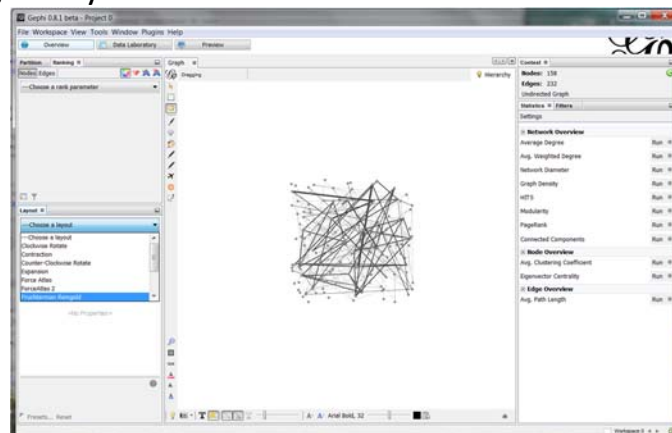 Gephi 0.8.1 beta - Project 0
File Workspace View Tools Window Plugins Help
Overview Data Laboratory Preview
Partition Ranking
Nodes Edges
---Choose a rank parameter
Layout
---Choose a layout
---Choose a layout
Clockwise Rotate
Contraction
Counter-Clockwise Rotate
Expansion
Force Atlas
ForceAtlas 2
Fruchterman Reingold
<No Properties>
Presets... Reset
Graph
Dragging
Hierarchy
Arial Bold, 32
Context
Nodes: 158
Edges: 232
Undirected Graph
Statistics Filters
Settings
Network Overview
Average Degree Run
Avg. Weighted Degree Run
Network Diameter Run
Graph Density Run
HITS Run
Modularity Run
PageRank Run
Connected Components Run
Node Overview
Avg. Clustering Coefficient Run
Eigenvector Centrality Run
Edge Overview
Avg. Path Length Run
Workspace 0